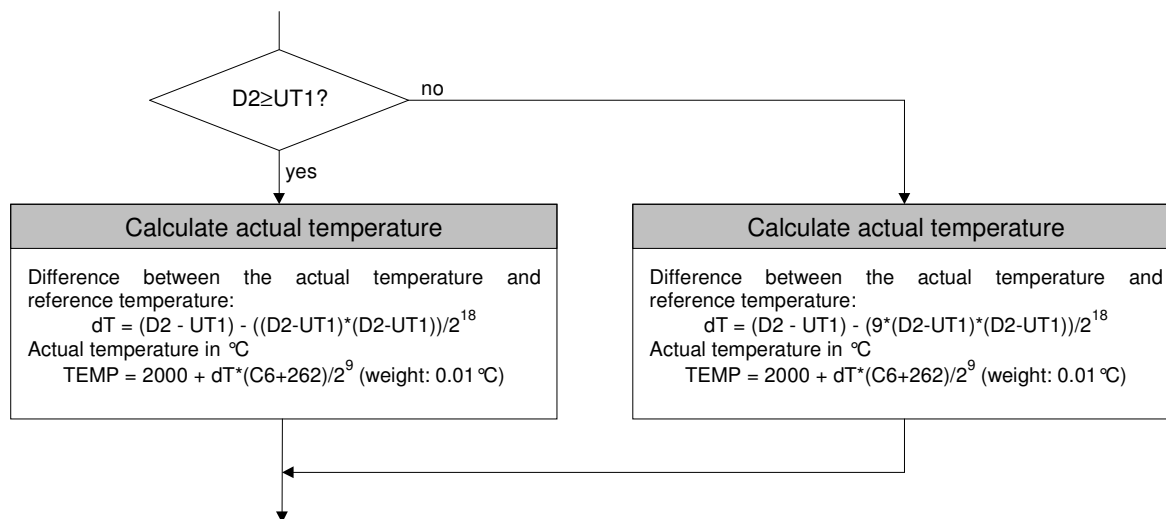 D2≥UT1?
no
yes
Calculate actual temperature
Difference between the actual temperature and
reference temperature:
dT = (D2 - UT1) - ((D2-UT1)*(D2-UT1))/2^18
Actual temperature in °C
TEMP = 2000 + dT*(C6+262)/2^9 (weight: 0.01°C)
Calculate actual temperature
Difference between the actual temperature and
reference temperature:
dT = (D2 - UT1) - (9*(D2-UT1)*(D2-UT1))/2^18
Actual temperature in °C
TEMP = 2000 + dT*(C6+262)/2^9 (weight: 0.01°C)